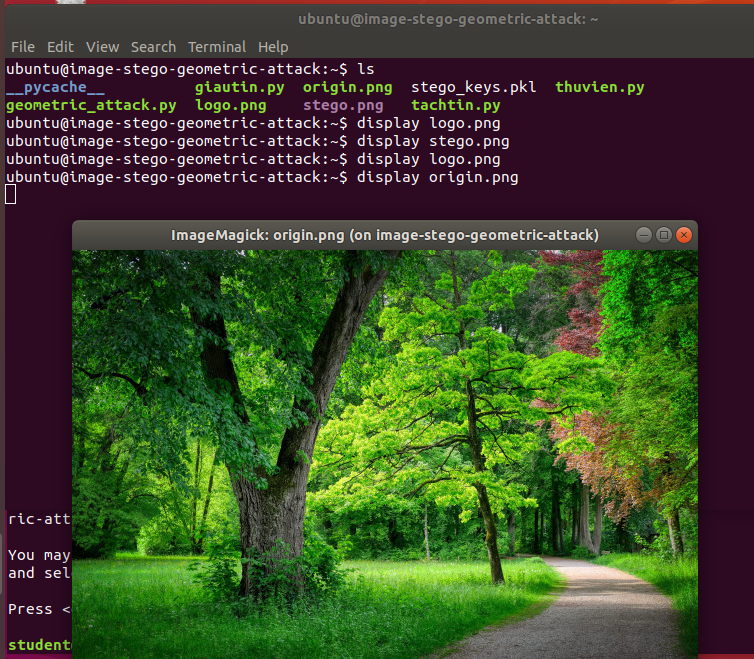 ubuntu@image-stego-geometric-attack: ~
File Edit View Search Terminal Help
ubuntu@image-stego-geometric-attack:~$ ls
__pycache__ giautin.py origin.png stego_keys.pkl thuvien.py
geometric_attack.py logo.png stego.png tachtin.py
ubuntu@image-stego-geometric-attack:~$ display logo.png
ubuntu@image-stego-geometric-attack:~$ display stego.png
ubuntu@image-stego-geometric-attack:~$ display logo.png
ubuntu@image-stego-geometric-attack:~$ display origin.png
ImageMagick: origin.png (on image-stego-geometric-attack)
ric-att
You may
and sel
Press <
student